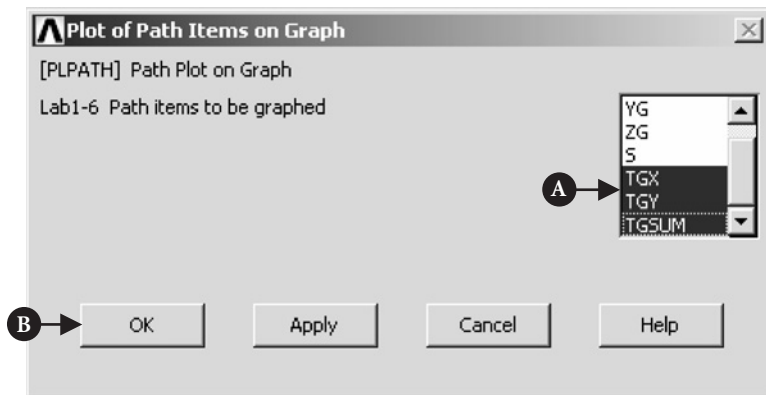 Plot of Path Items on Graph
[PLPATH] Path Plot on Graph
Lab1-6 Path items to be graphed
YG
ZG
S
TGX
TGY
TGSUM
A
B
OK
Apply
Cancel
Help